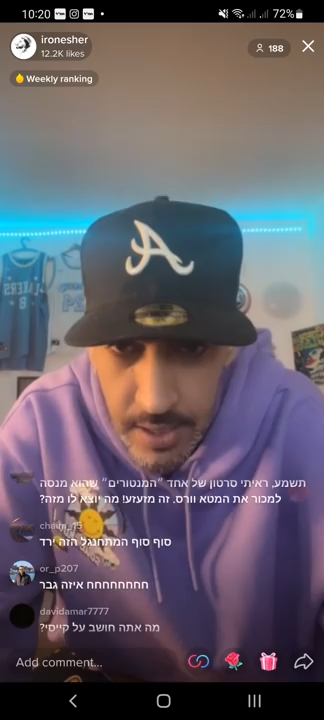 10:20
72%
ironesher
12.2K likes
188
Weekly ranking
A
תשמע, ראיתי סרטון של אחד ״המנטורים״ שהוא מנסה
למכור את המטא וורס. זה מזעזע! מה יוצא לו מזה?
chaim_15
סוף סוף המתחנגל הזה ירד
or_p207
חחחחחחחח איזה גבר
davidamar7777
מה אתה חושב על קייסי?
Add comment...